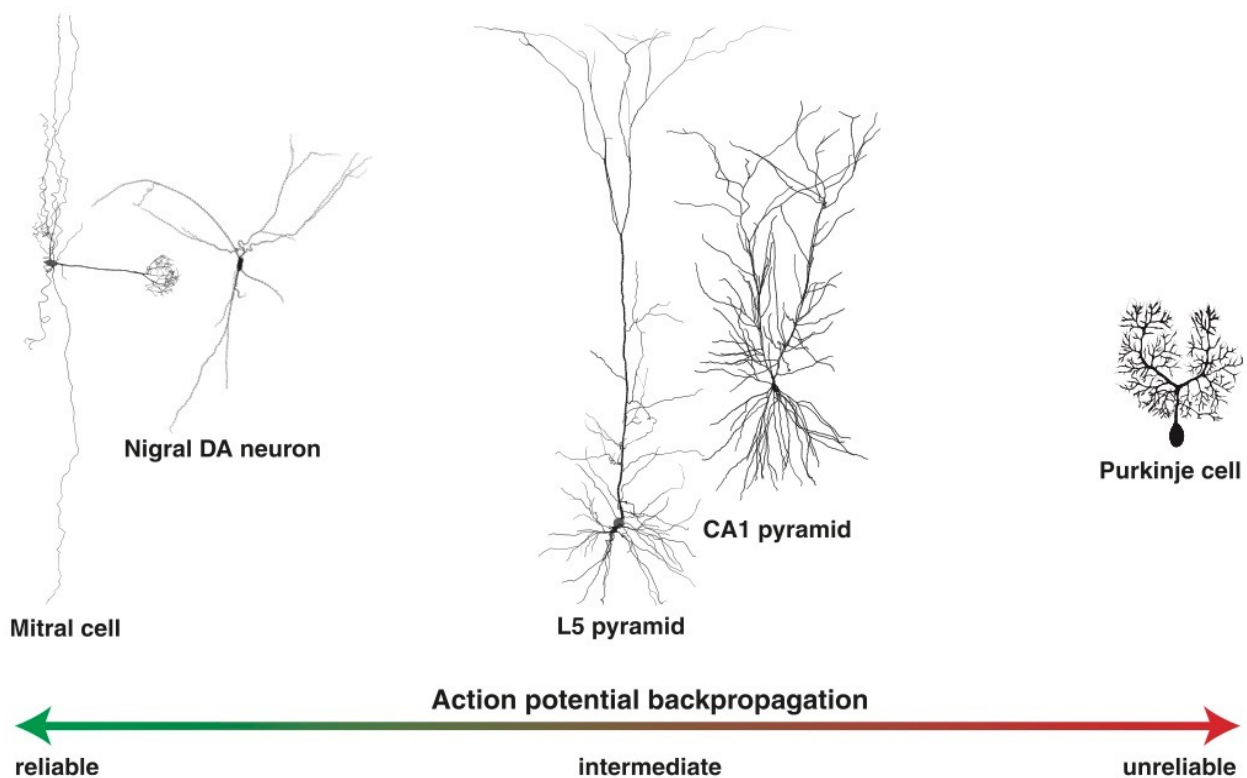 Nigral DA neuron
Purkinje cell
CA1 pyramid
Mitral cell
L5 pyramid
Action potential backpropagation
reliable
intermediate
unreliable